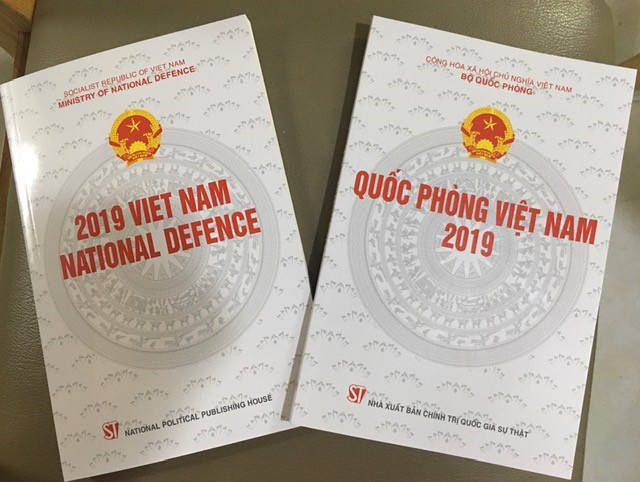 SOCIALIST REPUBLIC OF VIET NAM
MINISTRY OF NATIONAL DEFENCE
2019 VIET NAM
NATIONAL DEFENCE
ST
NATIONAL POLITICAL PUBLISHING HOUSE
CỘNG HÒA XÃ HỘI CHỦ NGHĨA VIỆT NAM
BỘ QUỐC PHÒNG
QUỐC PHÒNG VIỆT NAM
2019
ST
NHÀ XUẤT BẢN CHÍNH TRỊ QUỐC GIA SỰ THẬT